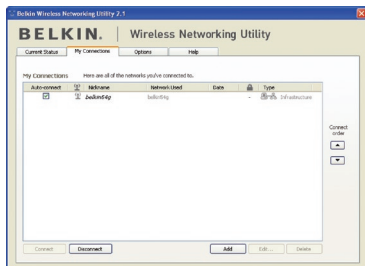 Belkin Wireless Networking Utility 2.1
BELKIN. | Wireless Networking Utility
Current Status My Connections Options Help
My Connections Here are all of the networks you've connected to.
Auto-connect Nickname Network Used Date Type
belkin54g belkin54g - Infrastructure
Connect order
Connect Disconnect Add Edit ... Delete